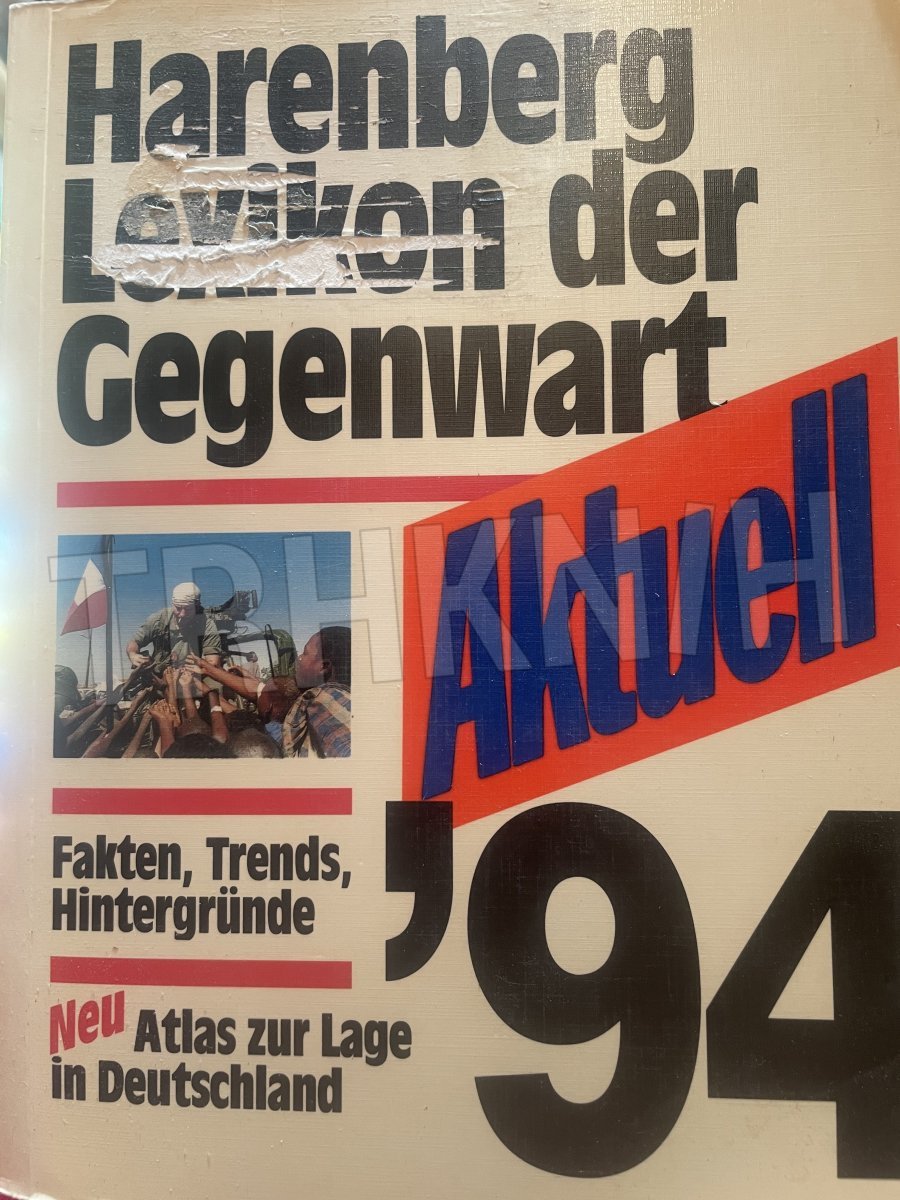 Harenberg
Lexikon der
Gegenwart
Aktuell
’94
Fakten, Trends,
Hintergründe
Neu Atlas zur Lage
in Deutschland